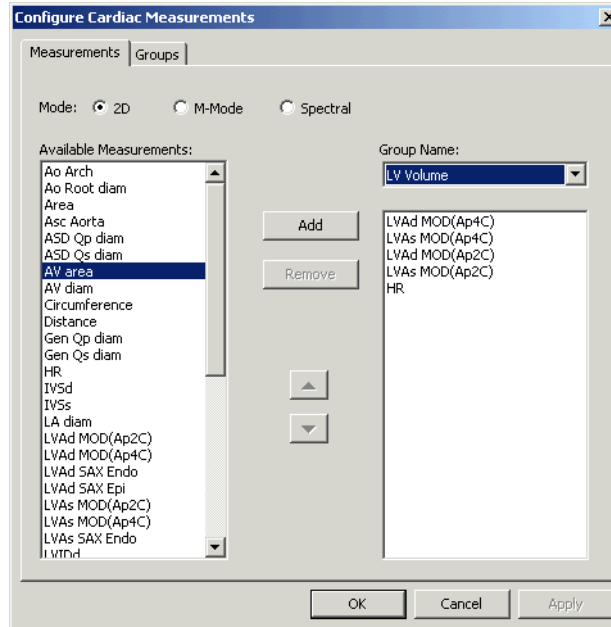 Configure Cardiac Measurements
Measurements
Groups
Mode:
2D
M-Mode
Spectral
Available Measurements:
Ao Arch
Ao Root diam
Area
Asc Aorta
ASD Qp diam
ASD Qs diam
AV area
AV diam
Circumference
Distance
Gen Qp diam
Gen Qs diam
HR
IVSd
IVSs
LA diam
LVAd MOD(Ap2C)
LVAd MOD(Ap4C)
LVAd SAX Endo
LVAd SAX Epi
LVAs MOD(Ap2C)
LVAs MOD(Ap4C)
LVAs SAX Endo
LVIDd
Add
Remove
Group Name:
LV Volume
LVAd MOD(Ap4C)
LVAs MOD(Ap4C)
LVAd MOD(Ap2C)
LVAs MOD(Ap2C)
HR
OK
Cancel
Apply